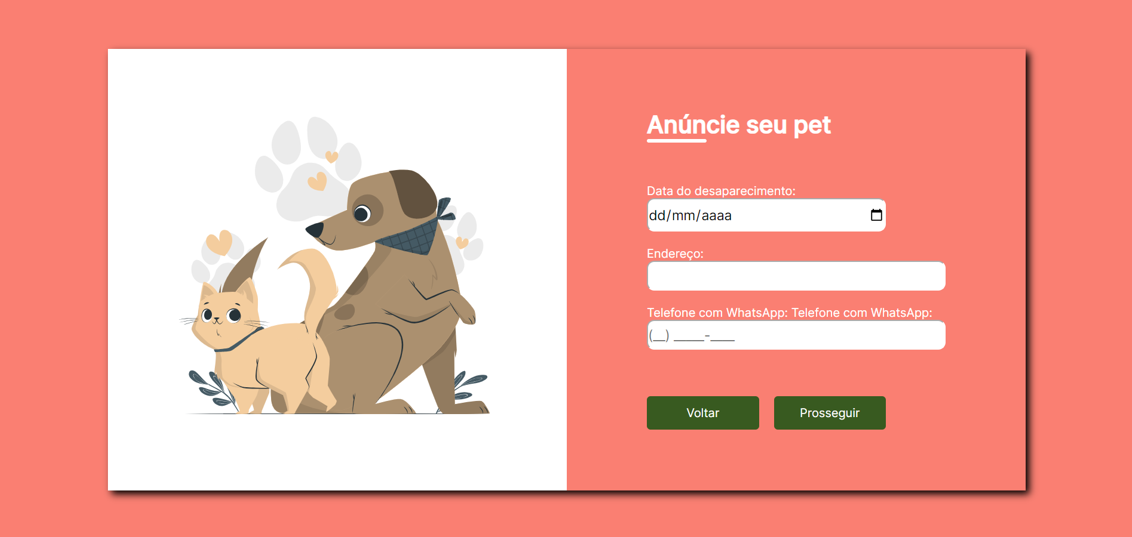 Anúncie seu pet
Data do desaparecimento:
dd/mm/aaaa
Endereço:
Telefone com WhatsApp: Telefone com WhatsApp:
(__) _____-____
Voltar Prosseguir